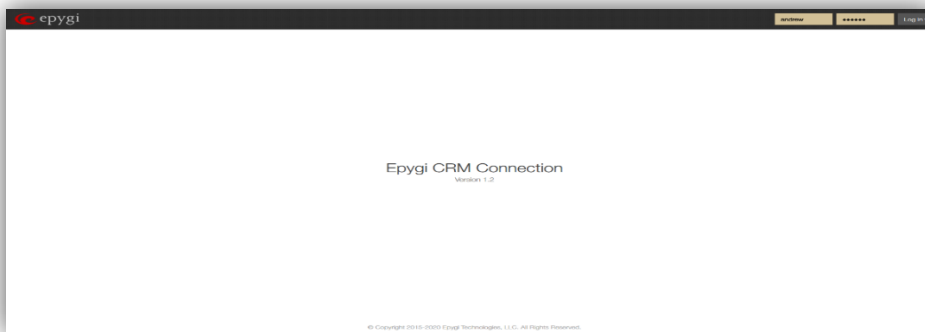 epygi
andrew
••••••
Log in
Epygi CRM Connection
Version 1.2
© Copyright 2015-2020 Epygi Technologies, LLC. All Rights Reserved.